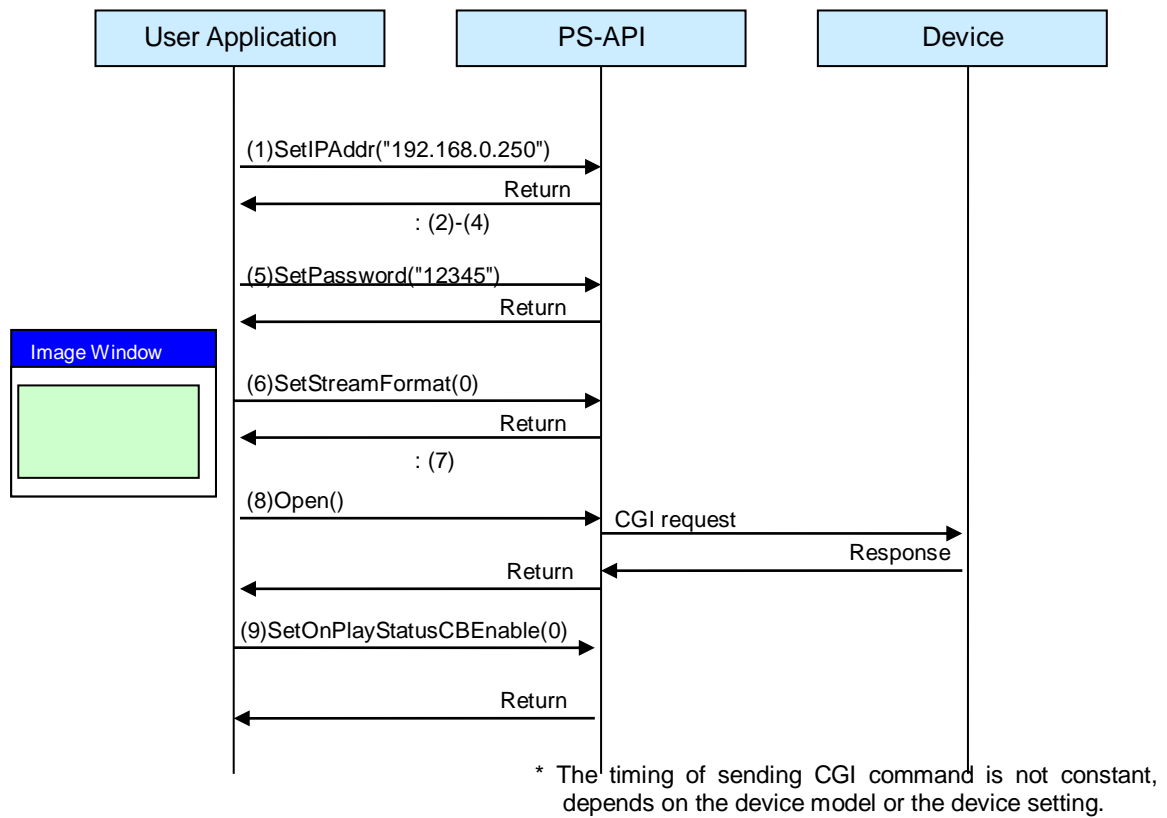 User Application
PS-API
Device
(1)SetIPAddr("192.168.0.250")
Return
: (2)-(4)
(5)SetPassword("12345")
Return
Image Window
(6)SetStreamFormat(0)
Return
: (7)
(8)Open()
CGI request
Response
Return
(9)SetOnPlayStatusCBEnable(0)
Return
* The timing of sending CGI command is not constant,
depends on the device model or the device setting.